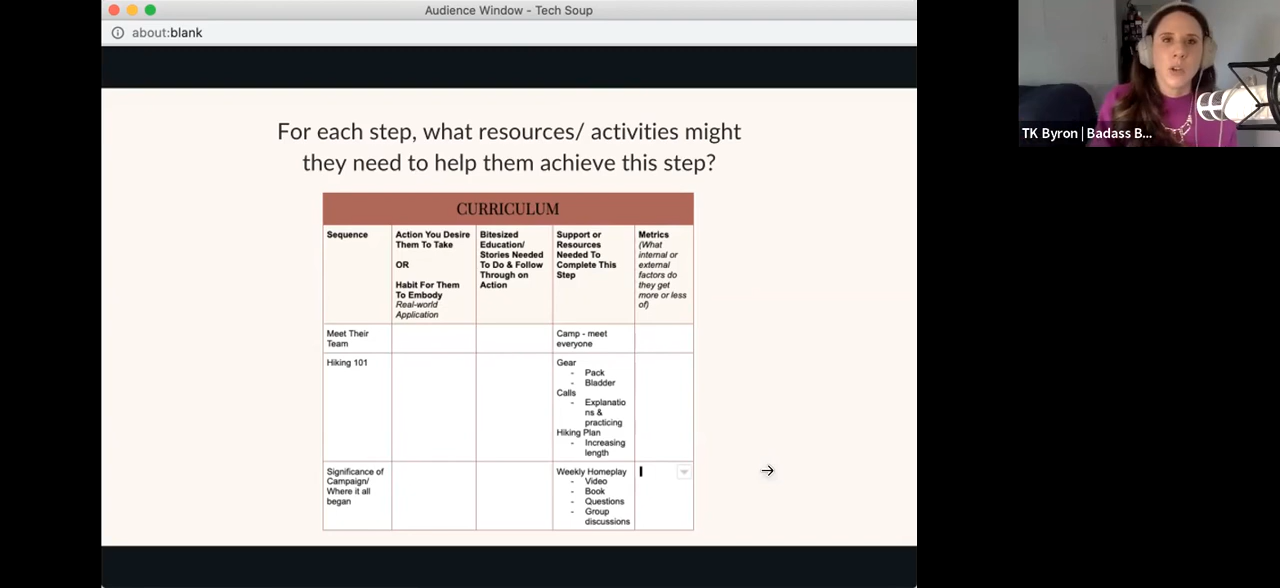 Audience Window - Tech Soup
about:blank
For each step, what resources/ activities might
they need to help them achieve this step?
CURRICULUM
Sequence
Action You Desire
Them To Take
OR
Habit For Them
To Embody
Real-world
Application
Bitesized
Education/
Stories Needed
To Do & Follow
Through on
Action
Support or
Resources
Needed To
Complete This
Step
Metrics
(What
internal or
external
factors do
they get
more or less
of)
Meet Their
Team
Camp - meet
everyone
Hiking 101
Gear
- Pack
- Bladder
Calls
- Explanatio
ns &
practicing
Hiking Plan
- Increasing
length
Significance of
Campaign/
Where it all
began
Weekly Homeplay
- Video
- Book
- Questions
- Group
discussions
TK Byron | Badass B...